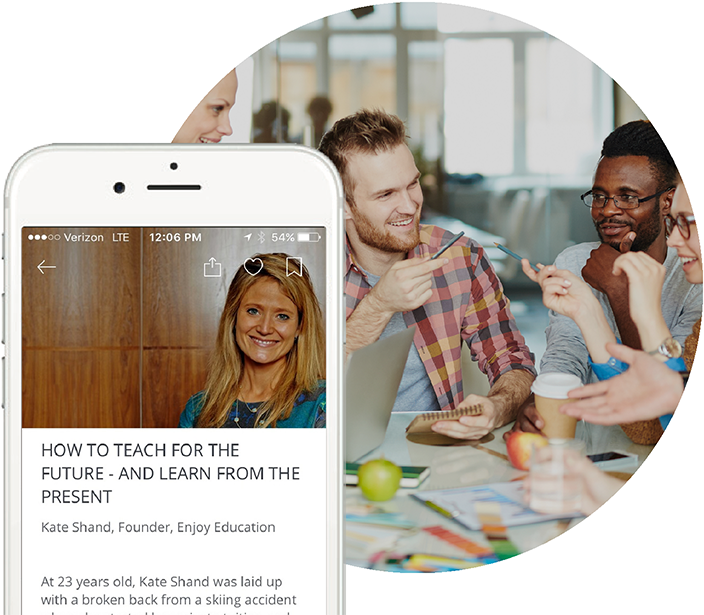 Verizon LTE 12:06 PM 54%
HOW TO TEACH FOR THE
FUTURE - AND LEARN FROM THE
PRESENT
Kate Shand, Founder, Enjoy Education
At 23 years old, Kate Shand was laid up
with a broken back from a skiing accident